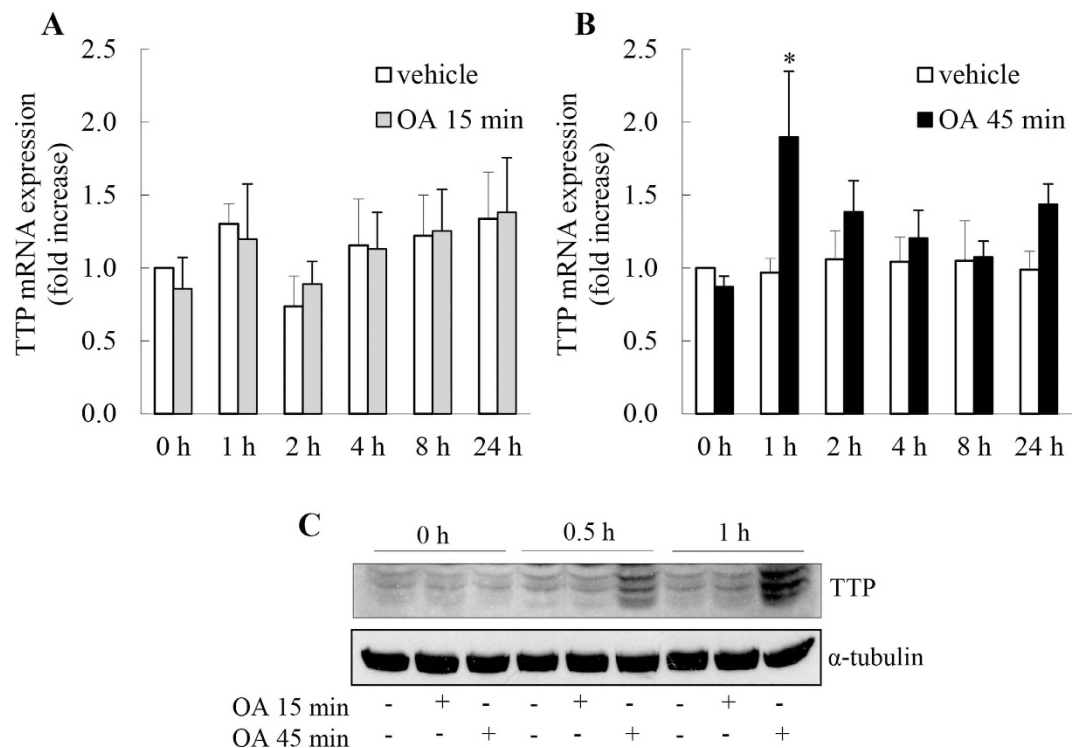 A
TTP mRNA expression
(fold increase)
2.5
2.0
1.5
1.0
0.5
0.0
vehicle
OA 15 min
0 h 1 h 2 h 4 h 8 h 24 h
B
TTP mRNA expression
(fold increase)
2.5
2.0
1.5
1.0
0.5
0.0
*
vehicle
OA 45 min
0 h 1 h 2 h 4 h 8 h 24 h
C
0 h 0.5 h 1 h
TTP
α-tubulin
OA 15 min - + - - + - - + -
OA 45 min - - + - - + - - +